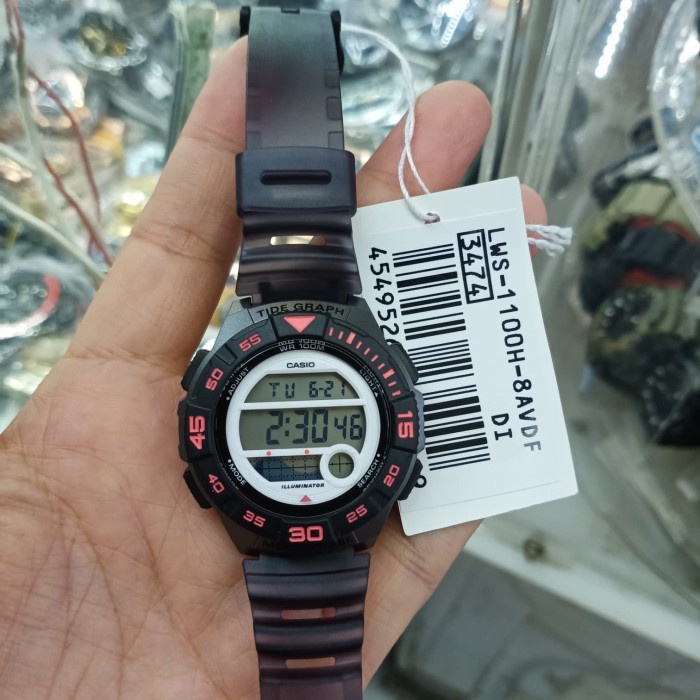 TIDE GRAPH
WR 100M
CASIO
ADJUST
LIGHT
TU 6-21
2:30 46
MODE
SEARCH
ILLUMINATOR
55
50
45
40
35
30
25
20
15
LWS-1100H-8AVDF
3474
DI
454952